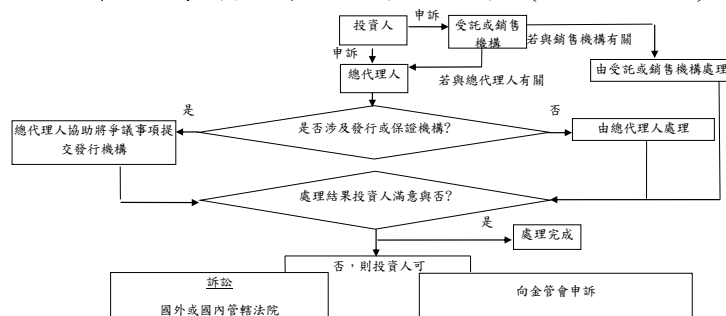 投資人
申訴
受託或銷售
機構
若與銷售機構有關
申訴
總代理人
若與總代理人有關
由受託或銷售機構處理
是
是否涉及發行或保證機構?
否
總代理人協助將爭議事項提
交發行機構
由總代理人處理
處理結果投資人滿意與否?
是
處理完成
否，則投資人可
訴訟
國外或國內管轄法院
向金管會申訴